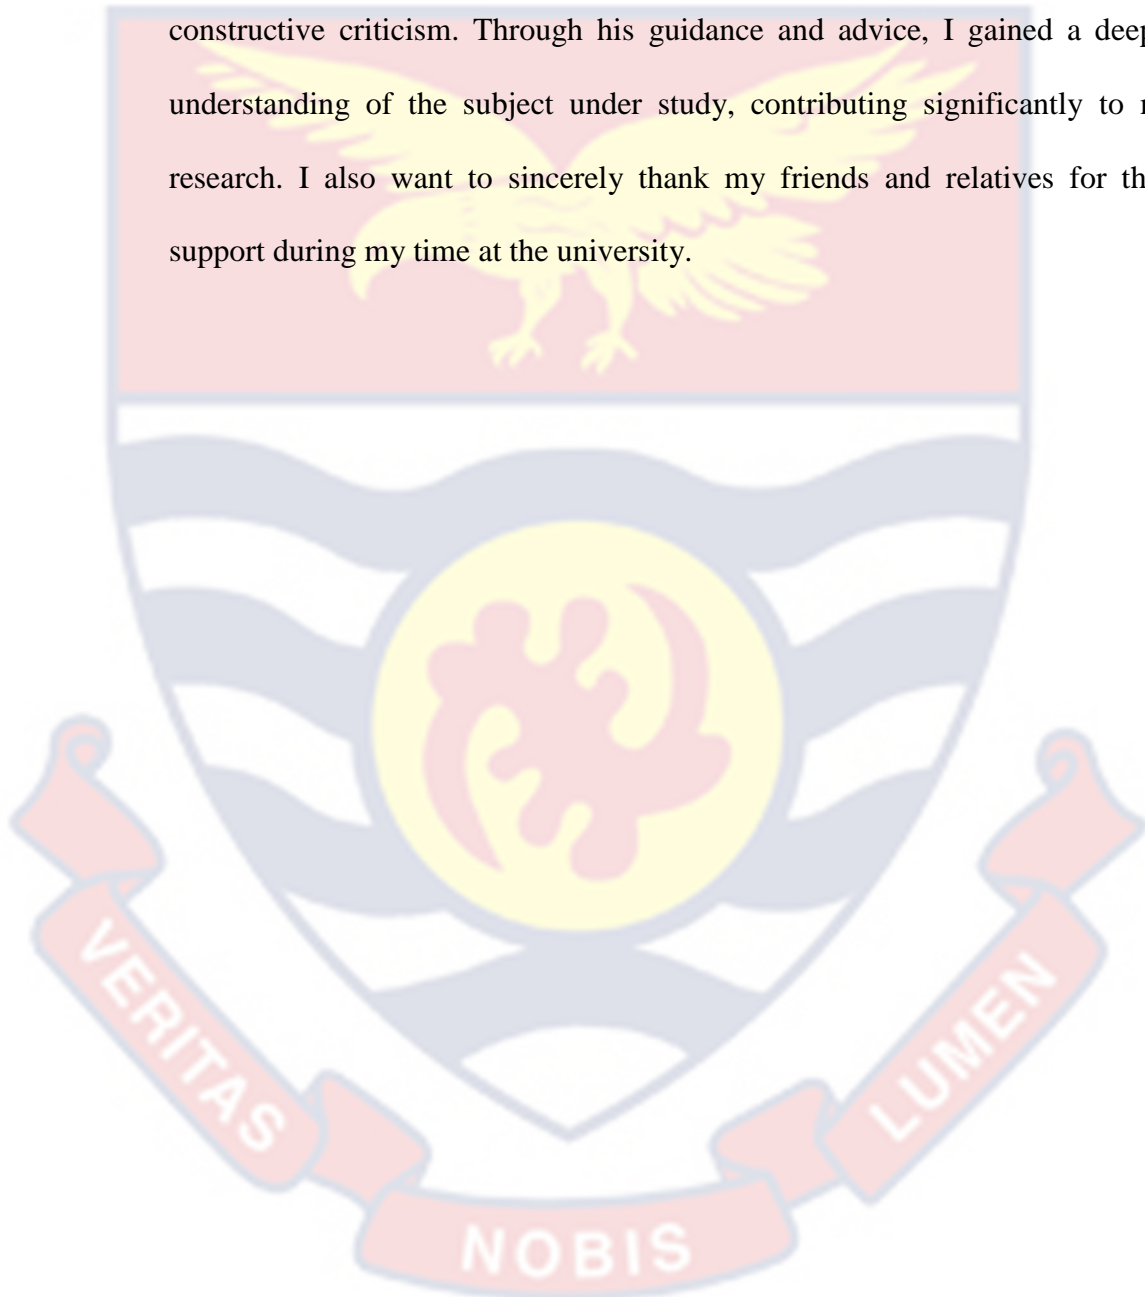 constructive criticism. Through his guidance and advice, I gained a deep
understanding of the subject under study, contributing significantly to
research. I also want to sincerely thank my friends and relatives for
support during my time at the university.
VERITAS
NOBIS
LUMEN